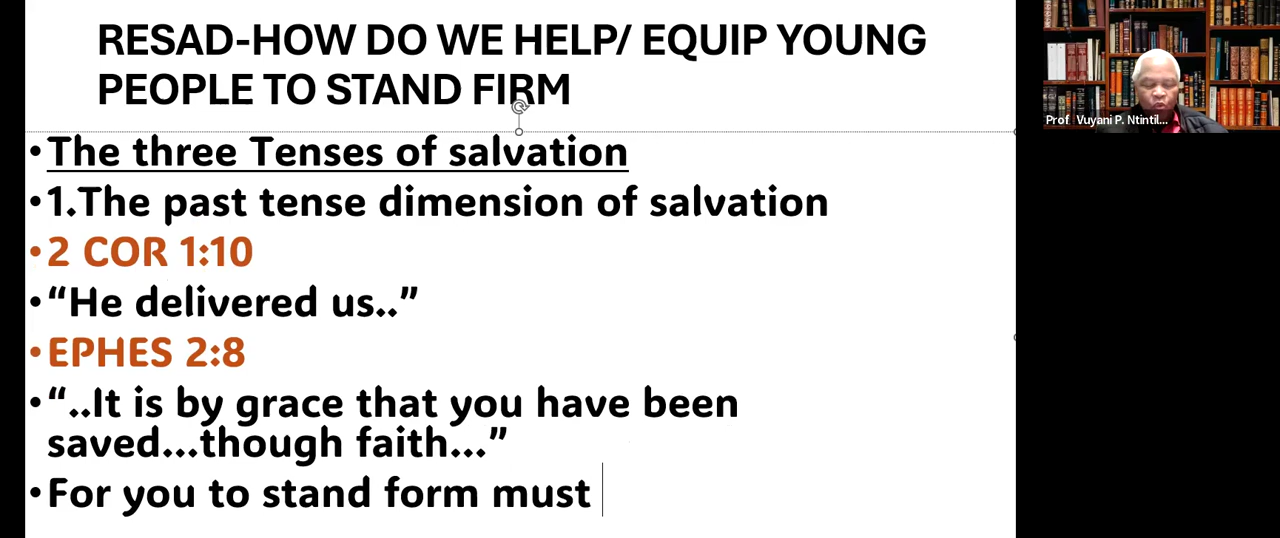 RESAD-HOW DO WE HELP/ EQUIP YOUNG
PEOPLE TO STAND FIRM
•The three Tenses of salvation
•1.The past tense dimension of salvation
•2 COR 1:10
•“He delivered us..”
•EPHES 2:8
•“..It is by grace that you have been
saved...though faith...”
•For you to stand form must
Prof Vuyani P. Ntintil...